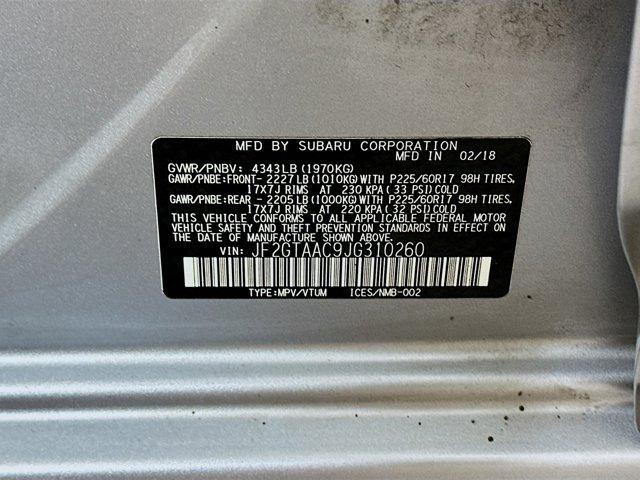 MFD BY SUBARU CORPORATION
MFD IN 02/18
GVWR/PNBV: 4343LB(1970KG)
GAWR/PNBE:FRONT-2227LB(1010KG)WITH P225/60R17 98H TIRES.
17X7J RIMS AT 230 KPA(33 PSI)COLD
GAWR/PNBE:REAR -2205LB(1000KG)WITH P225/60R17 98H TIRES.
17X7J RIMS AT 220 KPA(32 PSI)COLD
THIS VEHICLE CONFORMS TO ALL APPLICABLE FEDERAL MOTOR
VEHICLE SAFETY AND THEFT PREVENTION STANDARDS IN EFFECT
ON THE DATE OF MANUFACTURE SHOWN ABOVE.
VIN: JF2GTAAC9JG310260
TYPE:MPV/VTUM ICES/NMB-002